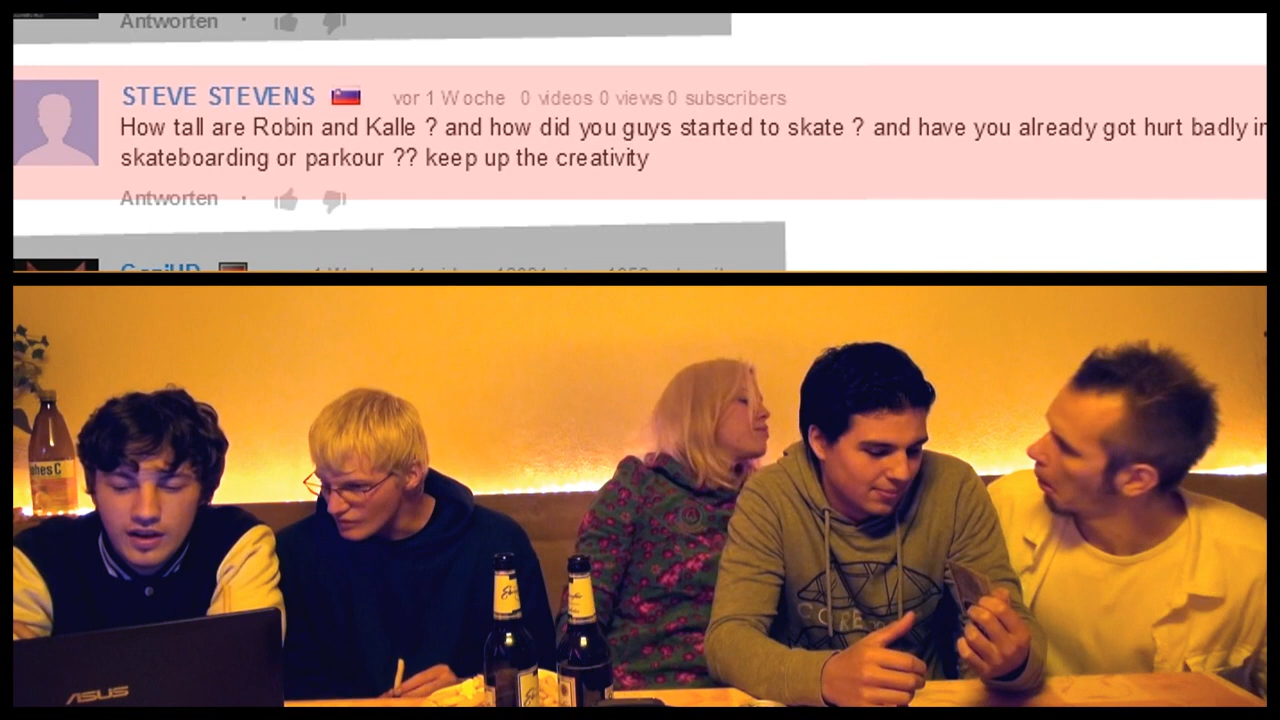 Antworten ·
STEVE STEVENS vor 1 Woche 0 videos 0 views 0 subscribers
How tall are Robin and Kalle ? and how did you guys started to skate ? and have you already got hurt badly in
skateboarding or parkour ?? keep up the creativity
Antworten ·
hohes C
CORE
ASUS